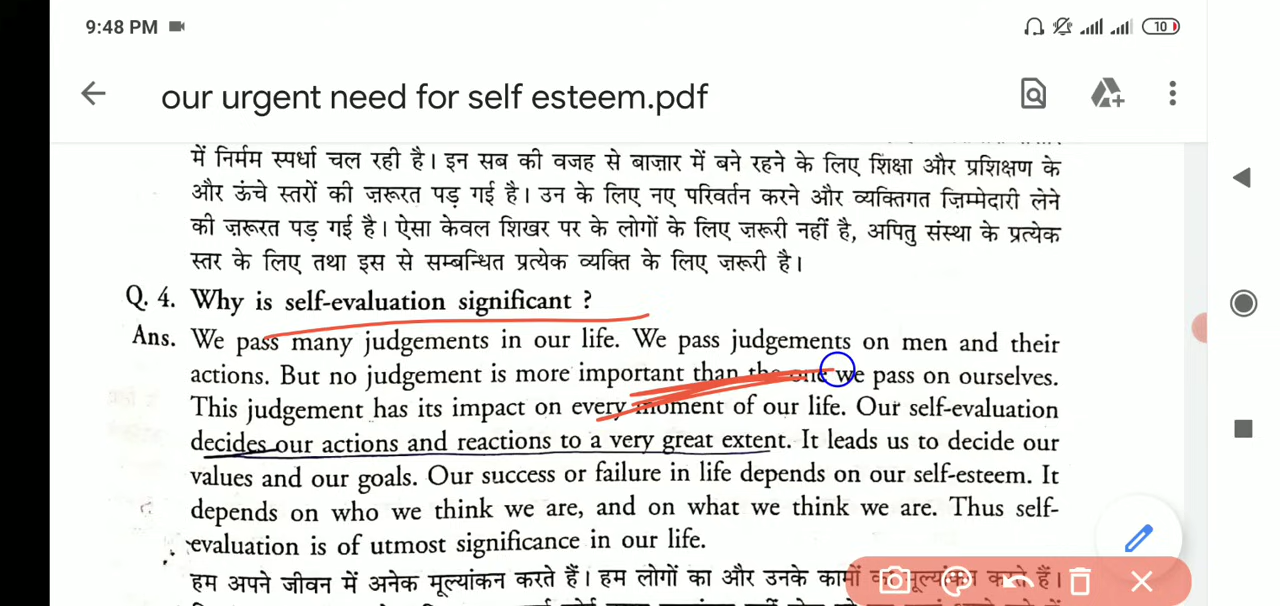 9:48 PM
10
our urgent need for self esteem.pdf
में निर्मम स्पर्धा चल रही है। इन सब की वजह से बाज़ार में बने रहने के लिए शिक्षा और प्रशिक्षण के
और ऊंचे स्तरों की ज़रूरत पड़ गई है। उन के लिए नए परिवर्तन करने और व्यक्तिगत ज़िम्मेदारी लेने
की ज़रूरत पड़ गई है। ऐसा केवल शिखर पर के लोगों के लिए ज़रूरी नहीं है, अपितु संस्था के प्रत्येक
स्तर के लिए तथा इस से सम्बन्धित प्रत्येक व्यक्ति के लिए ज़रूरी है।
Q. 4. Why is self-evaluation significant ?
Ans. We pass many judgements in our life. We pass judgements on men and their
actions. But no judgement is more important than the one we pass on ourselves.
This judgement has its impact on every moment of our life. Our self-evaluation
decides our actions and reactions to a very great extent. It leads us to decide our
values and our goals. Our success or failure in life depends on our self-esteem. It
depends on who we think we are, and on what we think we are. Thus self-
evaluation is of utmost significance in our life.
हम अपने जीवन में अनेक मूल्यांकन करते हैं। हम लोगों का और उनके कामों का मूल्यांकन करते हैं।